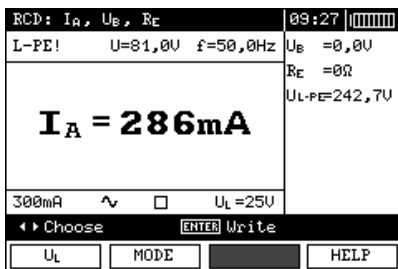 RCD: IA, UB, RE 09:27
L-PE! U=81,0V f=50,0Hz
UB =0,0V
RE =0Ω
UL-PE=242,7V
IA = 286mA
300mA ∿ □ UL=25V
◂▸ Choose ENTER Write
UL MODE HELP